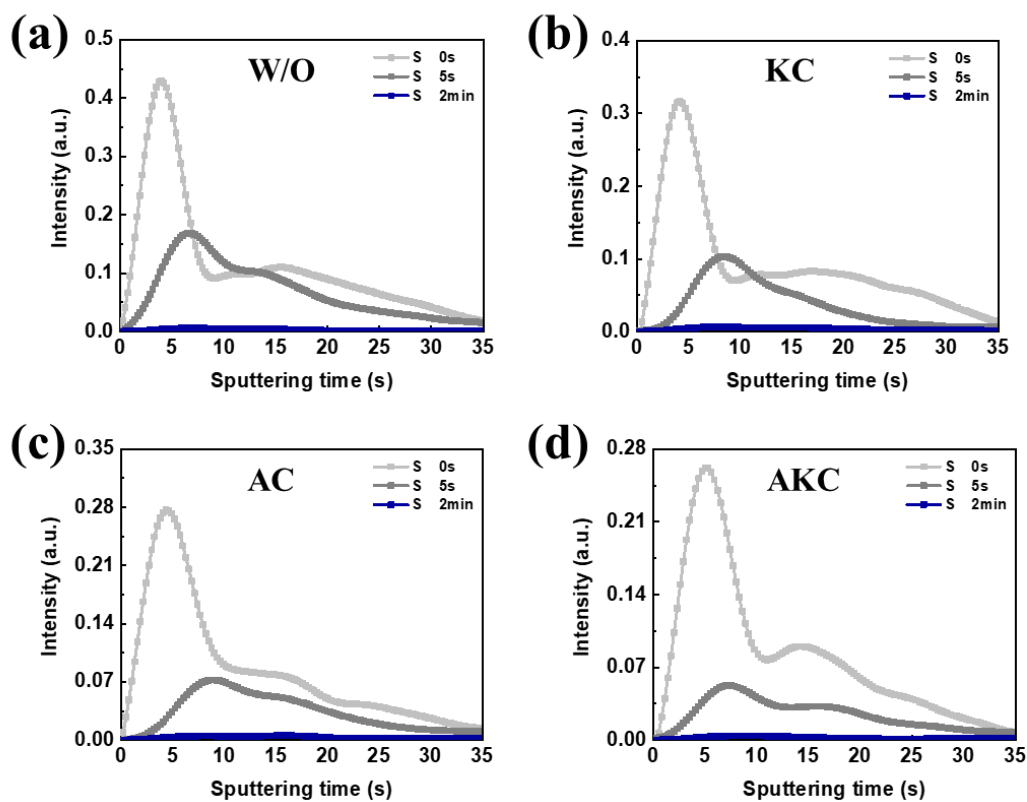 (a)
W/O
S 0s
S 5s
S 2min
Intensity (a.u.)
0.5
0.4
0.3
0.2
0.1
0.0
0 5 10 15 20 25 30 35
Sputtering time (s)
(b)
KC
S 0s
S 5s
S 2min
Intensity (a.u.)
0.4
0.3
0.2
0.1
0.0
0 5 10 15 20 25 30 35
Sputtering time (s)
(c)
AC
S 0s
S 5s
S 2min
Intensity (a.u.)
0.35
0.28
0.21
0.14
0.07
0.00
0 5 10 15 20 25 30 35
Sputtering time (s)
(d)
AKC
S 0s
S 5s
S 2min
Intensity (a.u.)
0.28
0.21
0.14
0.07
0.00
0 5 10 15 20 25 30 35
Sputtering time (s)